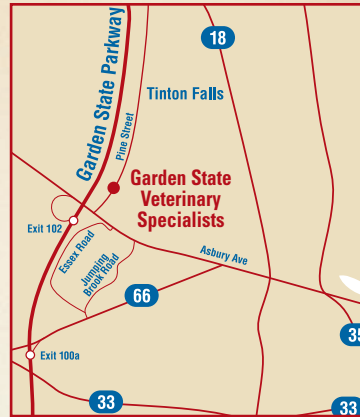 18
Garden State Parkway
Tinton Falls
Pine Street
Garden State
Veterinary
Specialists
Exit 102
Essex Road
Jumping
Brook Road
Asbury Ave
66
35
Exit 100a
33
33